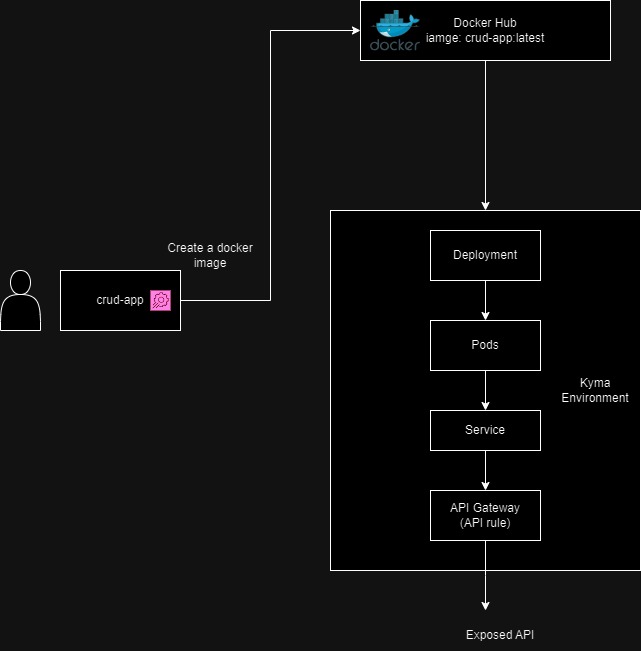 Docker Hub
iamge: crud-app:latest
docker
Create a docker
image
crud-app
Deployment
Pods
Kyma
Environment
Service
API Gateway
(API rule)
Exposed API